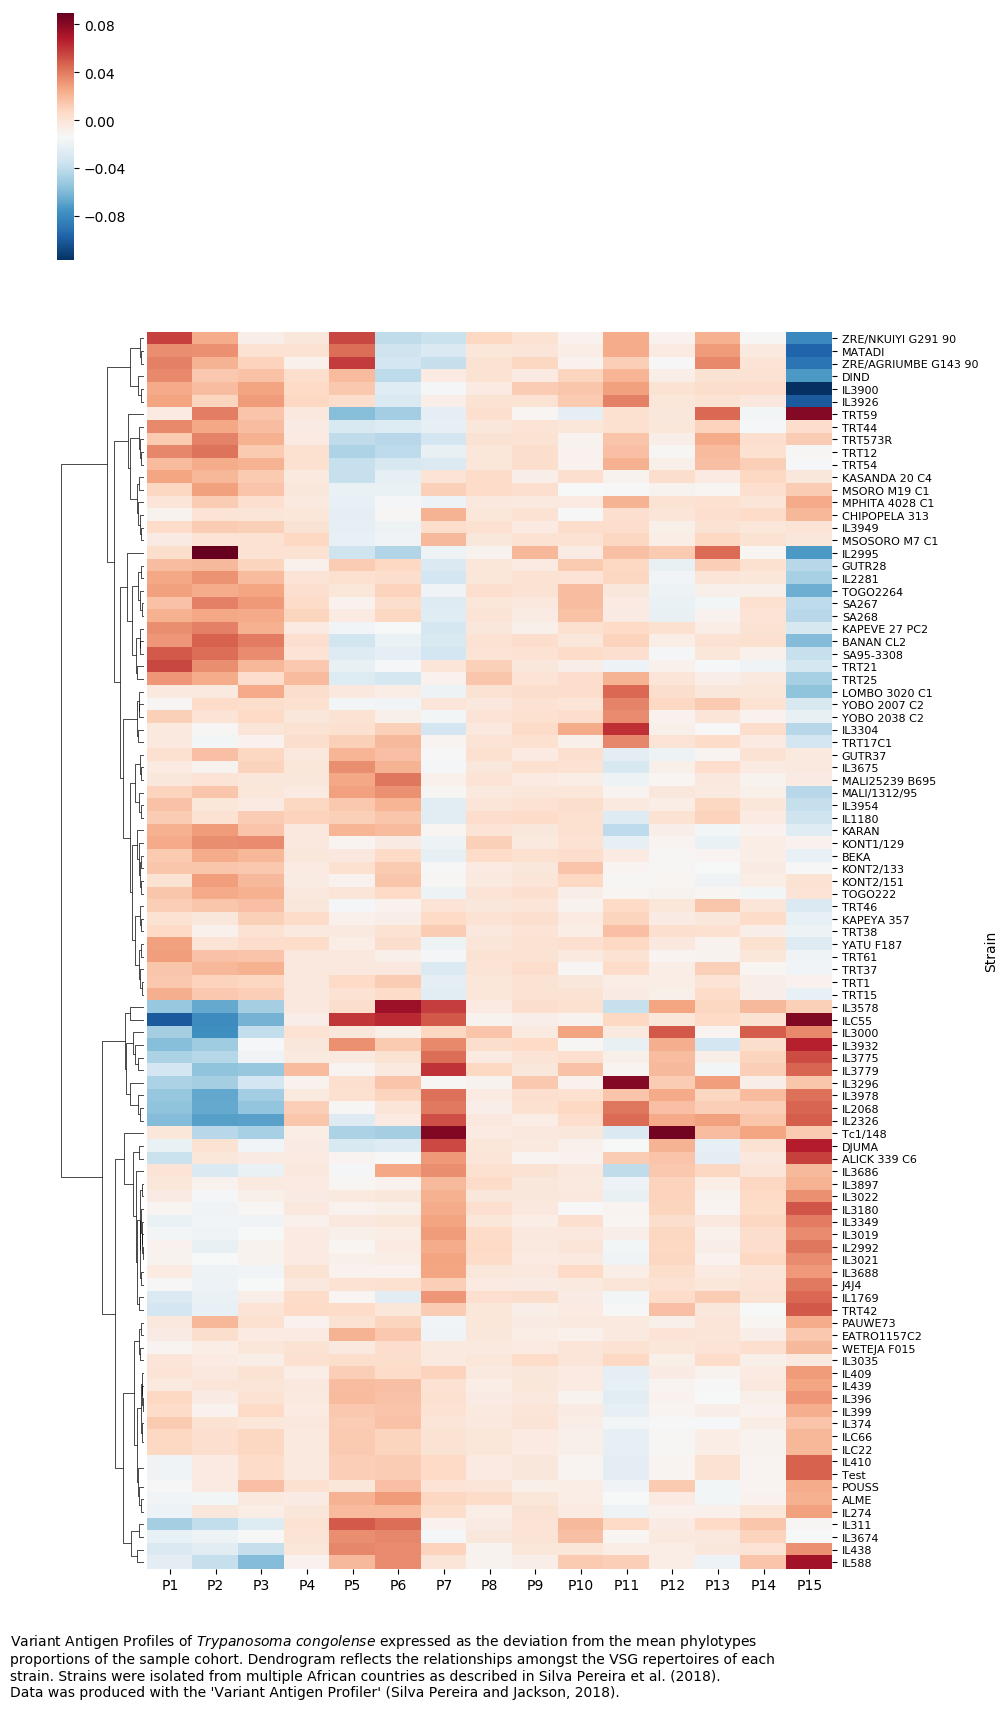 0.08
0.04
0.00
−0.04
−0.08
ZRE/NKUIYI G291 90
MATADI
ZRE/AGRIUMBE G143 90
DIND
IL3900
IL3926
TRT59
TRT44
TRT573R
TRT12
TRT54
KASANDA 20 C4
MSORO M19 C1
MPHITA 4028 C1
CHIPOPELA 313
IL3949
MSOSORO M7 C1
IL2995
GUTR28
IL2281
TOGO2264
SA267
SA268
KAPEVE 27 PC2
BANAN CL2
SA95-3308
TRT21
TRT25
LOMBO 3020 C1
YOBO 2007 C2
YOBO 2038 C2
IL3304
TRT17C1
GUTR37
IL3675
MALI25239 B695
MALI/1312/95
IL3954
IL1180
KARAN
KONT1/129
BEKA
KONT2/133
KONT2/151
TOGO222
TRT46
KAPEYA 357
TRT38
YATU F187
TRT61
TRT37
TRT1
TRT15
IL3578
ILC55
IL3000
IL3932
IL3775
IL3779
IL3296
IL3978
IL2068
IL2326
Tc1/148
DJUMA
ALICK 339 C6
IL3686
IL3897
IL3022
IL3180
IL3349
IL3019
IL2992
IL3021
IL3688
J4J4
IL1769
TRT42
PAUWE73
EATRO1157C2
WETEJA F015
IL3035
IL409
IL439
IL396
IL399
IL374
ILC66
ILC22
IL410
Test
POUSS
ALME
IL274
IL311
IL3674
IL438
IL588
Strain
P1 P2 P3 P4 P5 P6 P7 P8 P9 P10 P11 P12 P13 P14 P15
Variant Antigen Profiles of Trypanosoma congolense expressed as the deviation from the mean phylotypes
proportions of the sample cohort. Dendrogram reflects the relationships amongst the VSG repertoires of each
strain. Strains were isolated from multiple African countries as described in Silva Pereira et al. (2018).
Data was produced with the 'Variant Antigen Profiler' (Silva Pereira and Jackson, 2018).